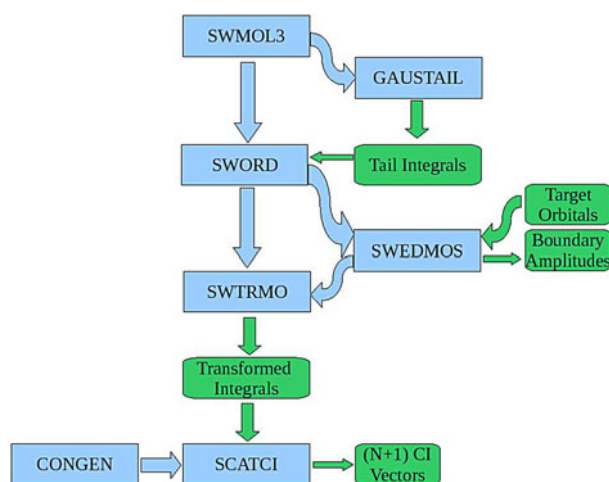 SWMOL3
GAUSTAIL
SWORD
Tail Integrals
Target
Orbitals
SWEDMOS
Boundary
Amplitudes
SWTRMO
Transformed
Integrals
CONGEN
SCATCI
(N+1) CI
Vectors